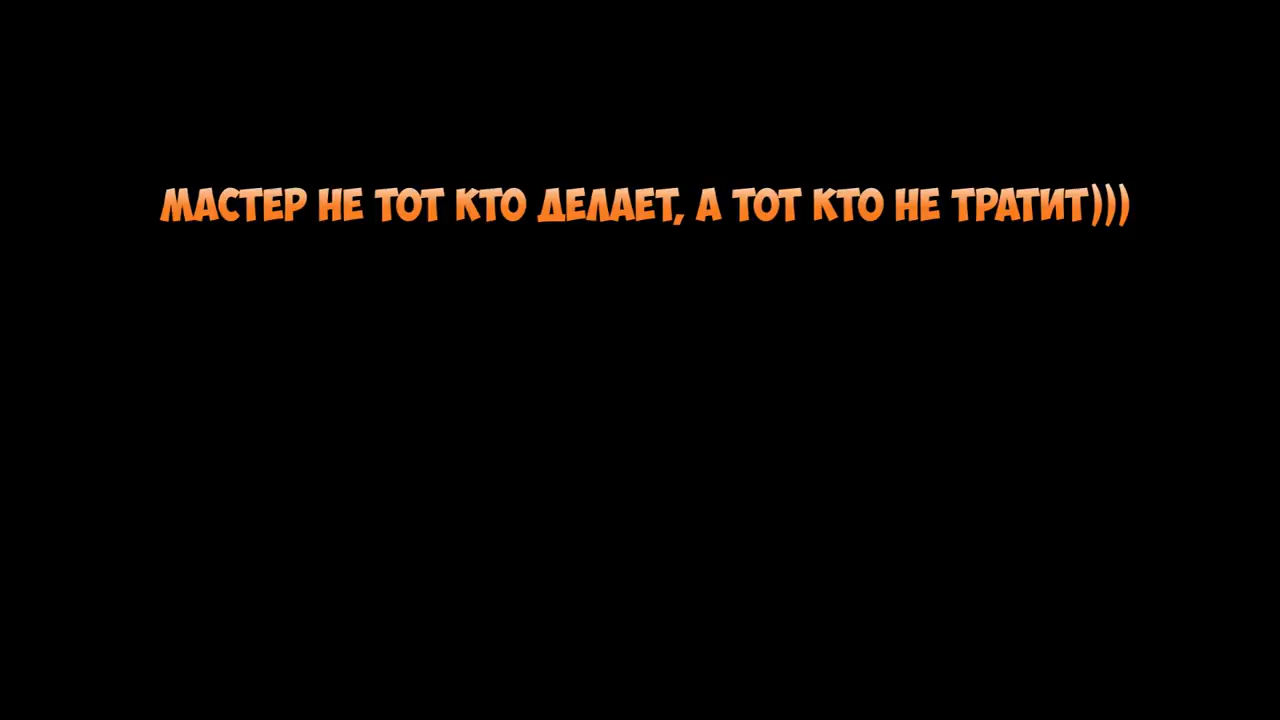 МАСТЕР НЕ ТОТ КТО ДЕЛАЕТ, А ТОТ КТО НЕ ТРАТИТ)))